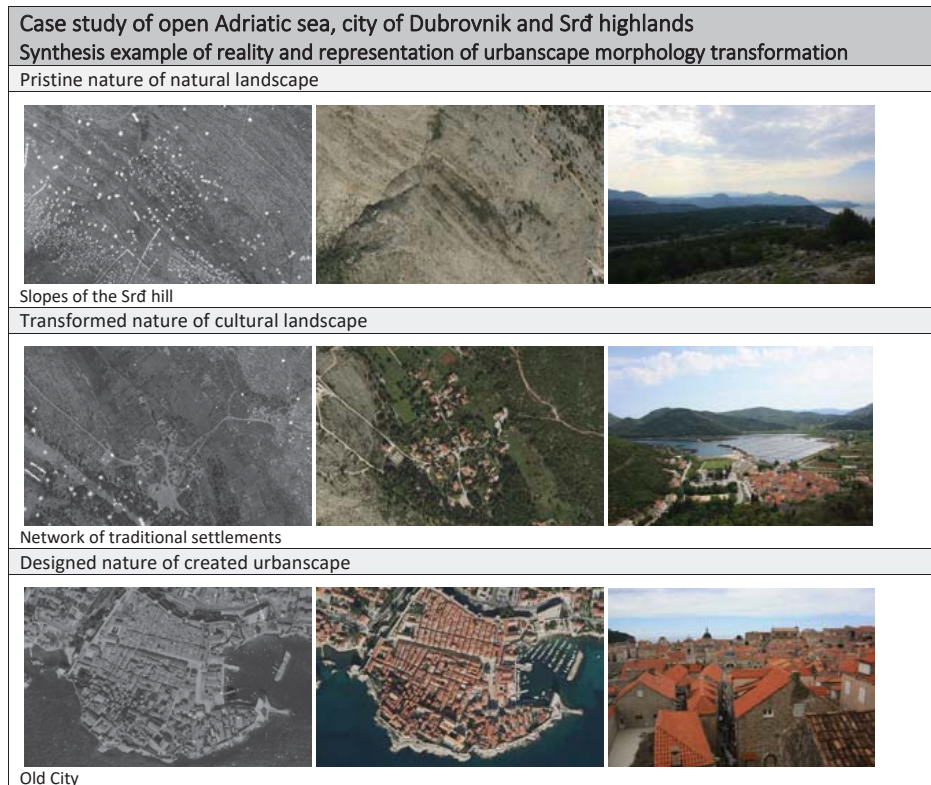 Case study of open Adriatic sea, city of Dubrovnik and Srđ highlands
Synthesis example of reality and representation of urbanscape morphology transformation
Pristine nature of natural landscape
Slopes of the Srđ hill
Transformed nature of cultural landscape
Network of traditional settlements
Designed nature of created urbanscape
Old City